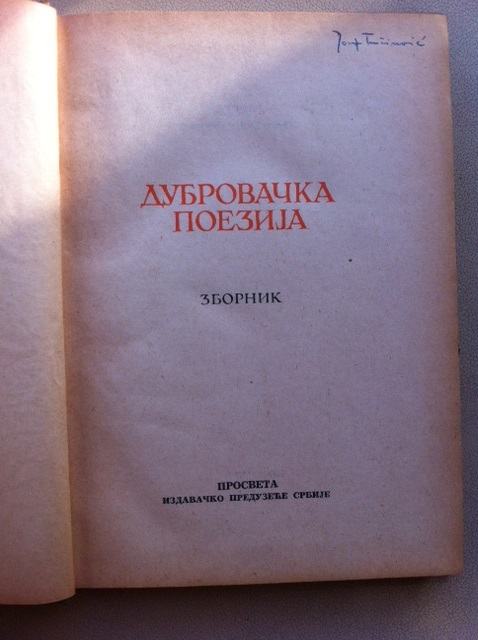 ДУБРОВАЧКА
ПОЕЗИЈА
ЗБОРНИК
ПРОСВЕТА
ИЗДАВАЧКО ПРЕДУЗЕЋЕ СРБИЈЕ